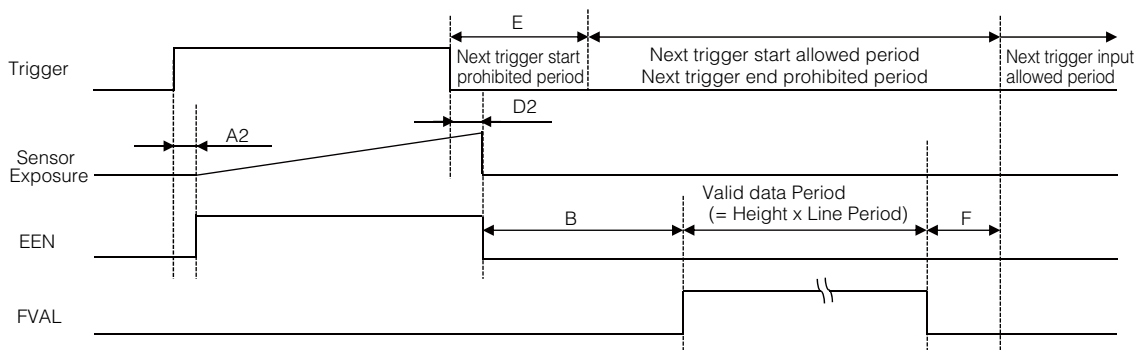 E
Trigger
Next trigger start
prohibited period
Next trigger start allowed period
Next trigger end prohibited period
Next trigger input
allowed period
D2
A2
Sensor
Exposure
Valid data Period
(= Height x Line Period)
B
F
EEN
FVAL